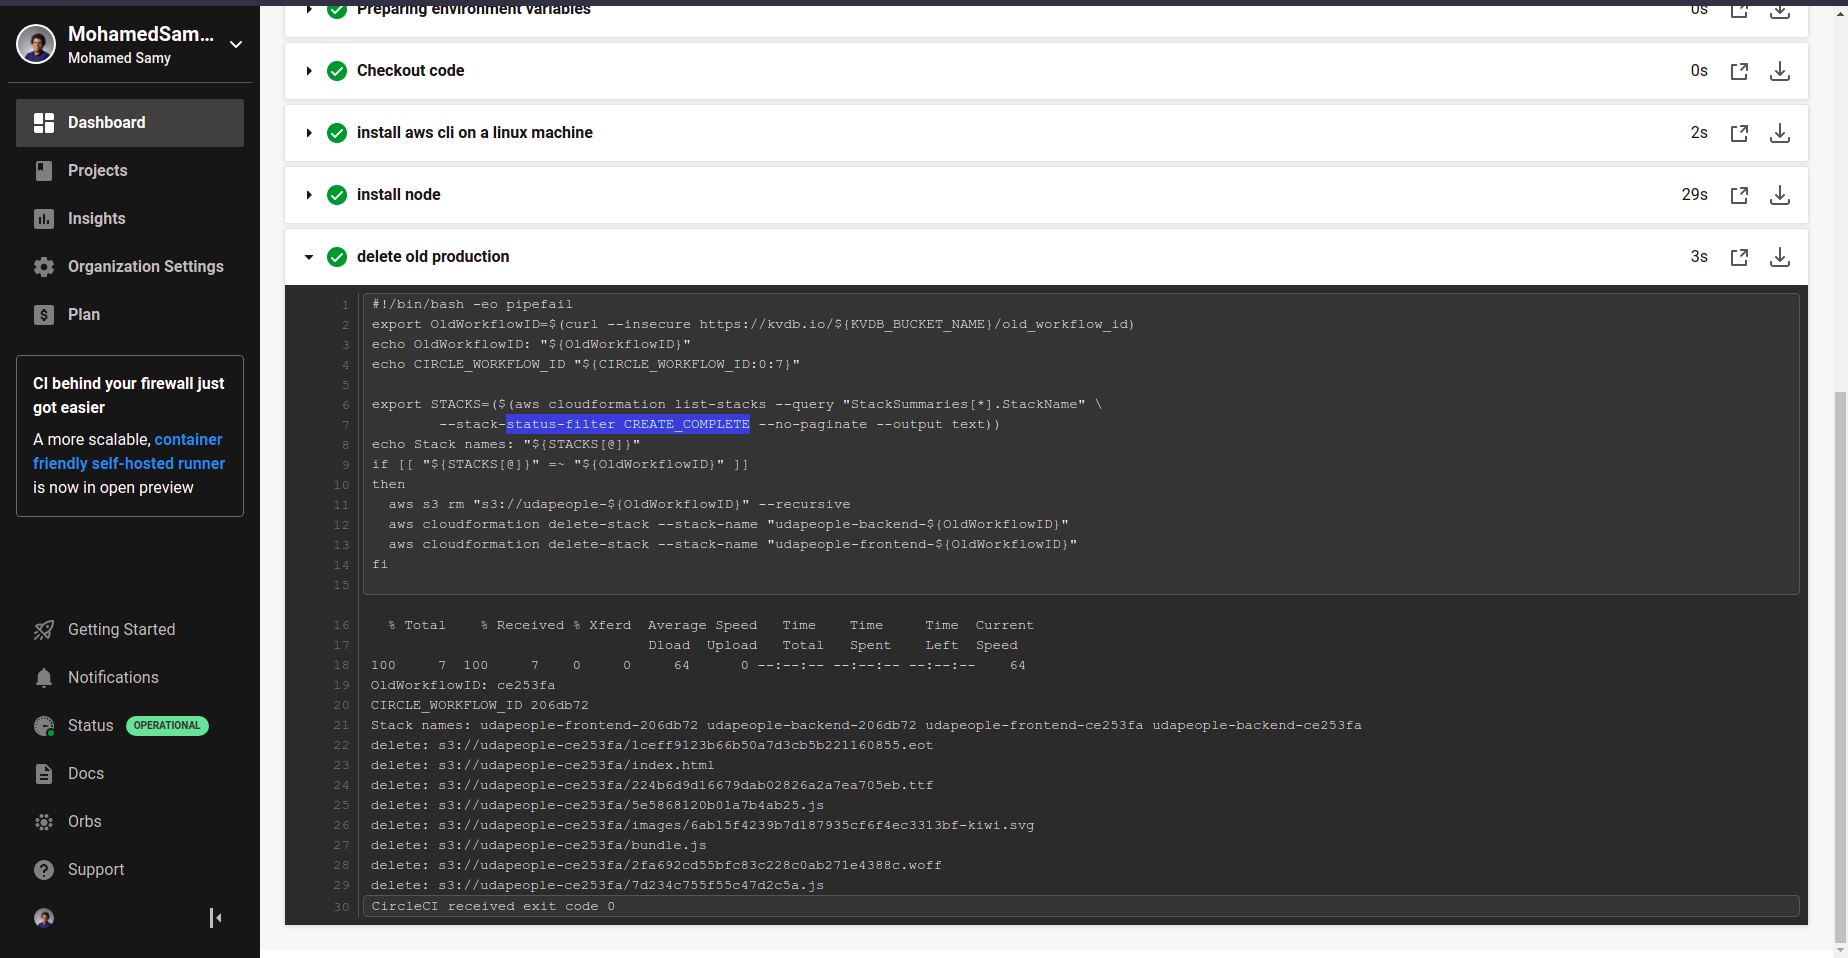 MohamedSam...
Mohamed Samy
Dashboard
Projects
Insights
Organization Settings
Plan
CI behind your firewall just
got easier
A more scalable, container
friendly self-hosted runner
is now in open preview
Getting Started
Notifications
Status OPERATIONAL
Docs
Orbs
Support
Preparing environment variables 0s
Checkout code 0s
install aws cli on a linux machine 2s
install node 29s
delete old production 3s
1 #!/bin/bash -eo pipefail
2 export OldWorkflowID=$(curl --insecure https://kvdb.io/${KVDB_BUCKET_NAME}/old_workflow_id)
3 echo OldWorkflowID: "${OldWorkflowID}"
4 echo CIRCLE_WORKFLOW_ID "${CIRCLE_WORKFLOW_ID:0:7}"
5
6 export STACKS=($(aws cloudformation list-stacks --query "StackSummaries[*].StackName" \
7 --stack-status-filter CREATE_COMPLETE --no-paginate --output text))
8 echo Stack names: "${STACKS[@]}"
9 if [[ "${STACKS[@]}" =~ "${OldWorkflowID}" ]]
10 then
11 aws s3 rm "s3://udapeople-${OldWorkflowID}" --recursive
12 aws cloudformation delete-stack --stack-name "udapeople-backend-${OldWorkflowID}"
13 aws cloudformation delete-stack --stack-name "udapeople-frontend-${OldWorkflowID}"
14 fi
15
16 % Total % Received % Xferd Average Speed Time Time Time Current
17 Dload Upload Total Spent Left Speed
18 100 7 100 7 0 0 64 0 --:--:-- --:--:-- --:--:-- 64
19 OldWorkflowID: ce253fa
20 CIRCLE_WORKFLOW_ID 206db72
21 Stack names: udapeople-frontend-206db72 udapeople-backend-206db72 udapeople-frontend-ce253fa udapeople-backend-ce253fa
22 delete: s3://udapeople-ce253fa/1ceff9123b66b50a7d3cb5b221160855.eot
23 delete: s3://udapeople-ce253fa/index.html
24 delete: s3://udapeople-ce253fa/224b6d9d16679dab02826a2a7ea705eb.ttf
25 delete: s3://udapeople-ce253fa/5e5868120b01a7b4ab25.js
26 delete: s3://udapeople-ce253fa/images/6ab15f4239b7d187935cf6f4ec3313bf-kiwi.svg
27 delete: s3://udapeople-ce253fa/bundle.js
28 delete: s3://udapeople-ce253fa/2fa692cd55bfc83c228c0ab271e4388c.woff
29 delete: s3://udapeople-ce253fa/7d234c755f55c47d2c5a.js
30 CircleCI received exit code 0